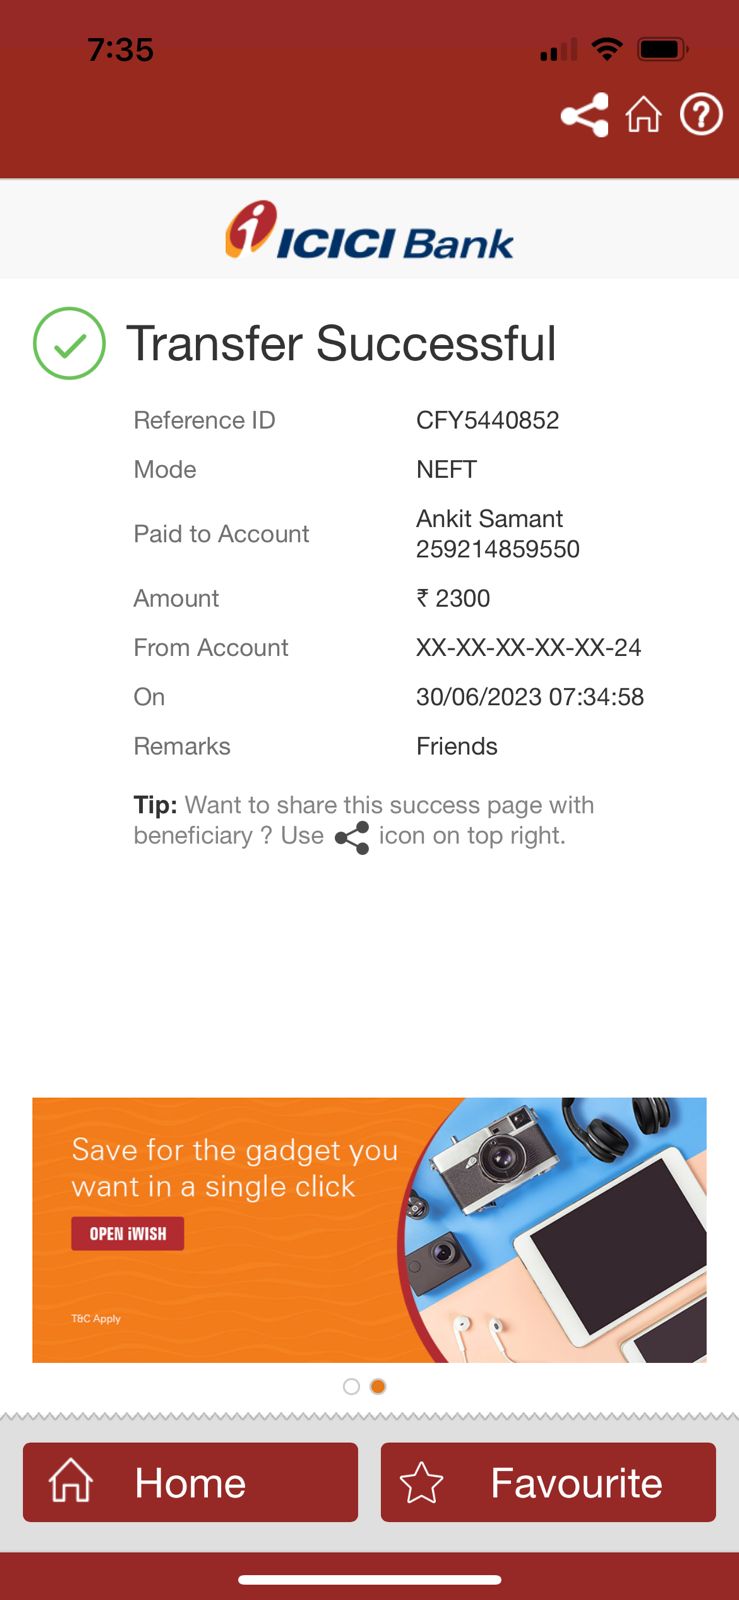 7:35
ICICI Bank
Transfer Successful
Reference ID CFY5440852
Mode NEFT
Paid to Account Ankit Samant
259214859550
Amount ₹ 2300
From Account XX-XX-XX-XX-XX-24
On 30/06/2023 07:34:58
Remarks Friends
Tip: Want to share this success page with
beneficiary ? Use icon on top right.
Save for the gadget you
want in a single click
OPEN iWISH
T&C Apply
Home Favourite